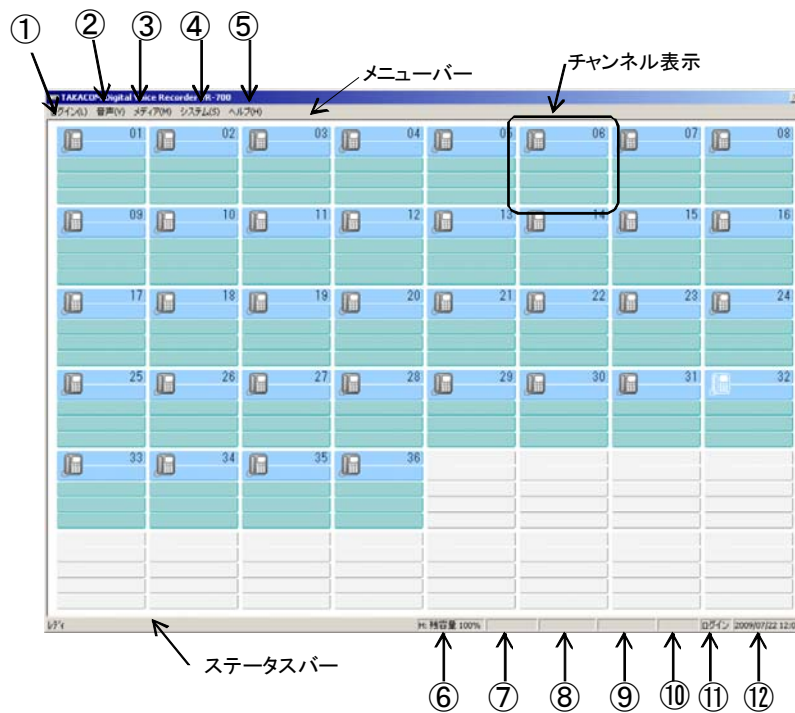 ① ② ③ ④ ⑤
メニューバー
チャンネル表示
TAKACOM Digital Voice Recorder VR-700
ログイン(L) 音声(V) メディア(M) システム(S) ヘルプ(H)
01 02 03 04 05 06 07 08
09 10 11 12 13 14 15 16
17 18 19 20 21 22 23 24
25 26 27 28 29 30 31 32
33 34 35 36
レディ H: 残容量 100% ログイン 2009/07/22 12:0
ステータスバー
⑥ ⑦ ⑧ ⑨ ⑩ ⑪ ⑫